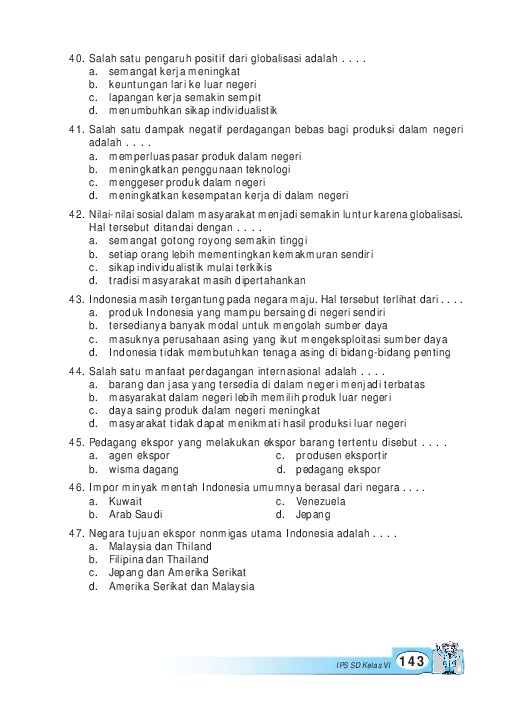 40. Salah satu pengaruh positif dari globalisasi adalah . . . .
a. semangat kerja meningkat
b. keuntungan lari ke luar negeri
c. lapangan kerja semakin sempit
d. menumbuhkan sikap individualistik
41. Salah satu dampak negatif perdagangan bebas bagi produksi dalam negeri
adalah . . . .
a. memperluas pasar produk dalam negeri
b. meningkatkan penggunaan teknologi
c. menggeser produk dalam negeri
d. meningkatkan kesempatan kerja di dalam negeri
42. Nilai-nilai sosial dalam masyarakat menjadi semakin luntur karena globalisasi.
Hal tersebut ditandai dengan . . . .
a. semangat gotong royong semakin tinggi
b. setiap orang lebih mementingkan kemakmuran sendiri
c. sikap individualistik mulai terkikis
d. tradisi masyarakat masih dipertahankan
43. Indonesia masih tergantung pada negara maju. Hal tersebut terlihat dari . . . .
a. produk Indonesia yang mampu bersaing di negeri sendiri
b. tersedianya banyak modal untuk mengolah sumber daya
c. masuknya perusahaan asing yang ikut mengeksploitasi sumber daya
d. Indonesia tidak membutuhkan tenaga asing di bidang-bidang penting
44. Salah satu manfaat perdagangan internasional adalah . . . .
a. barang dan jasa yang tersedia di dalam negeri menjadi terbatas
b. masyarakat dalam negeri lebih memilih produk luar negeri
c. daya saing produk dalam negeri meningkat
d. masyarakat tidak dapat menikmati hasil produksi luar negeri
45. Pedagang ekspor yang melakukan ekspor barang tertentu disebut . . . .
a. agen ekspor c. produsen eksportir
b. wisma dagang d. pedagang ekspor
46. Impor minyak mentah Indonesia umumnya berasal dari negara . . . .
a. Kuwait c. Venezuela
b. Arab Saudi d. Jepang
47. Negara tujuan ekspor nonmigas utama Indonesia adalah . . . .
a. Malaysia dan Thiland
b. Filipina dan Thailand
c. Jepang dan Amerika Serikat
d. Amerika Serikat dan Malaysia
IPS SD Kelas VI 143